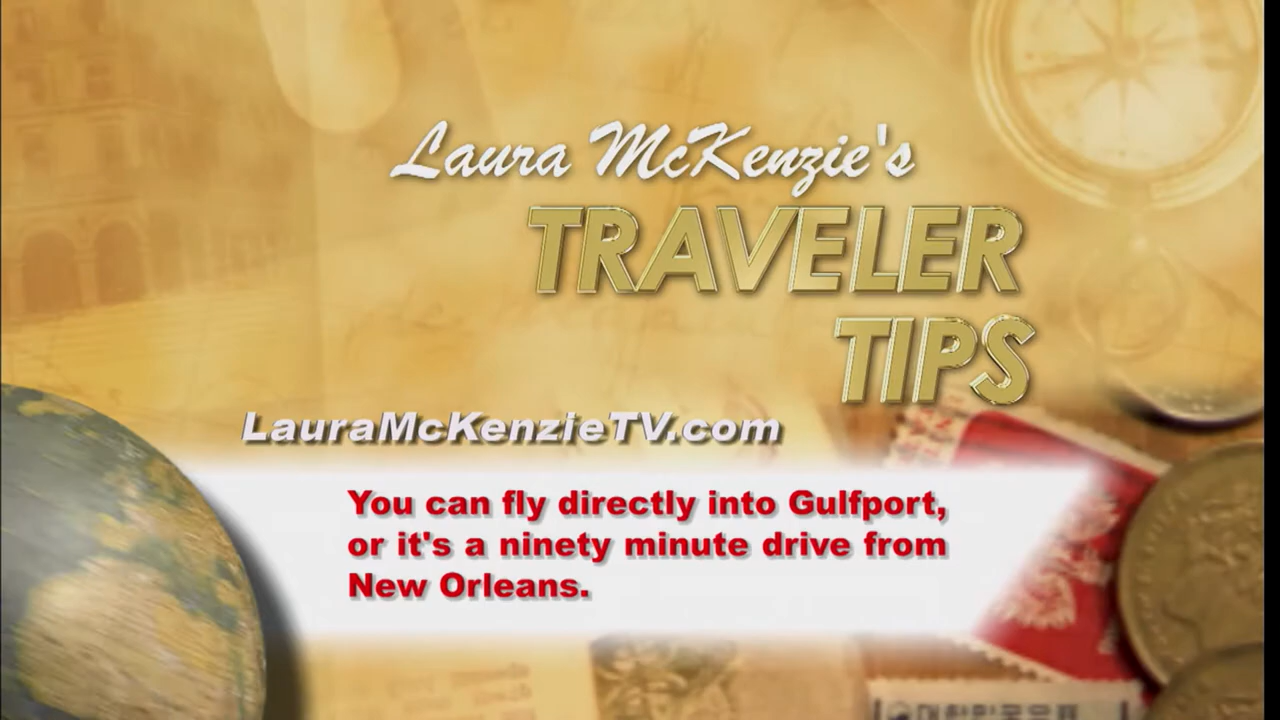 Laura McKenzie's
TRAVELER
TIPS
LauraMcKenzieTV.com
You can fly directly into Gulfport,
or it's a ninety minute drive from
New Orleans.